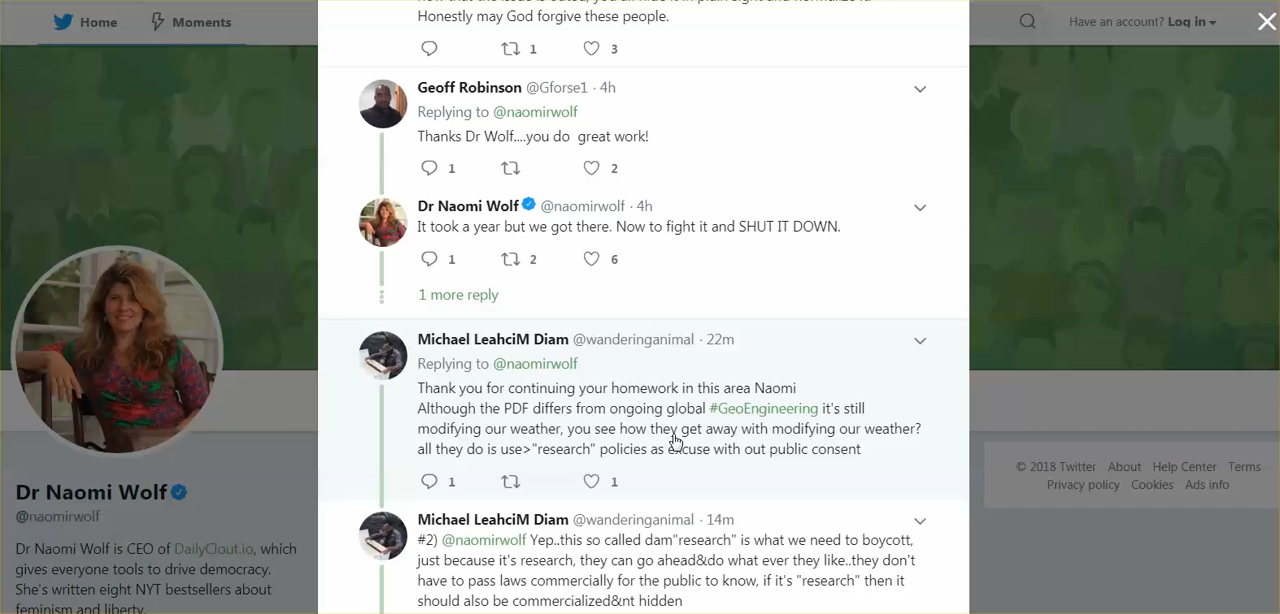 Home
Moments
Have an account? Log in
Honestly may God forgive these people.
1
3
Geoff Robinson @Gforse1 · 4h
Replying to @naomirwolf
Thanks Dr Wolf....you do great work!
1
2
Dr Naomi Wolf @naomirwolf · 4h
It took a year but we got there. Now to fight it and SHUT IT DOWN.
1
2
6
1 more reply
Michael LeahciM Diam @wanderinganimal · 22m
Replying to @naomirwolf
Thank you for continuing your homework in this area Naomi
Although the PDF differs from ongoing global #GeoEngineering it's still
modifying our weather, you see how they get away with modifying our weather?
all they do is use>"research" policies as excuse with out public consent
1
1
Michael LeahciM Diam @wanderinganimal · 14m
#2) @naomirwolf Yep..this so called dam"research" is what we need to boycott,
just because it's research, they can go ahead&do what ever they like..they don't
have to pass laws commercially for the public to know, if it's "research" then it
should also be commercialized&nt hidden
Dr Naomi Wolf
@naomirwolf
Dr Naomi Wolf is CEO of DailyClout.io, which
gives everyone tools to drive democracy.
She's written eight NYT bestsellers about
feminism and liberty.
© 2018 Twitter About Help Center Terms
Privacy policy Cookies Ads info